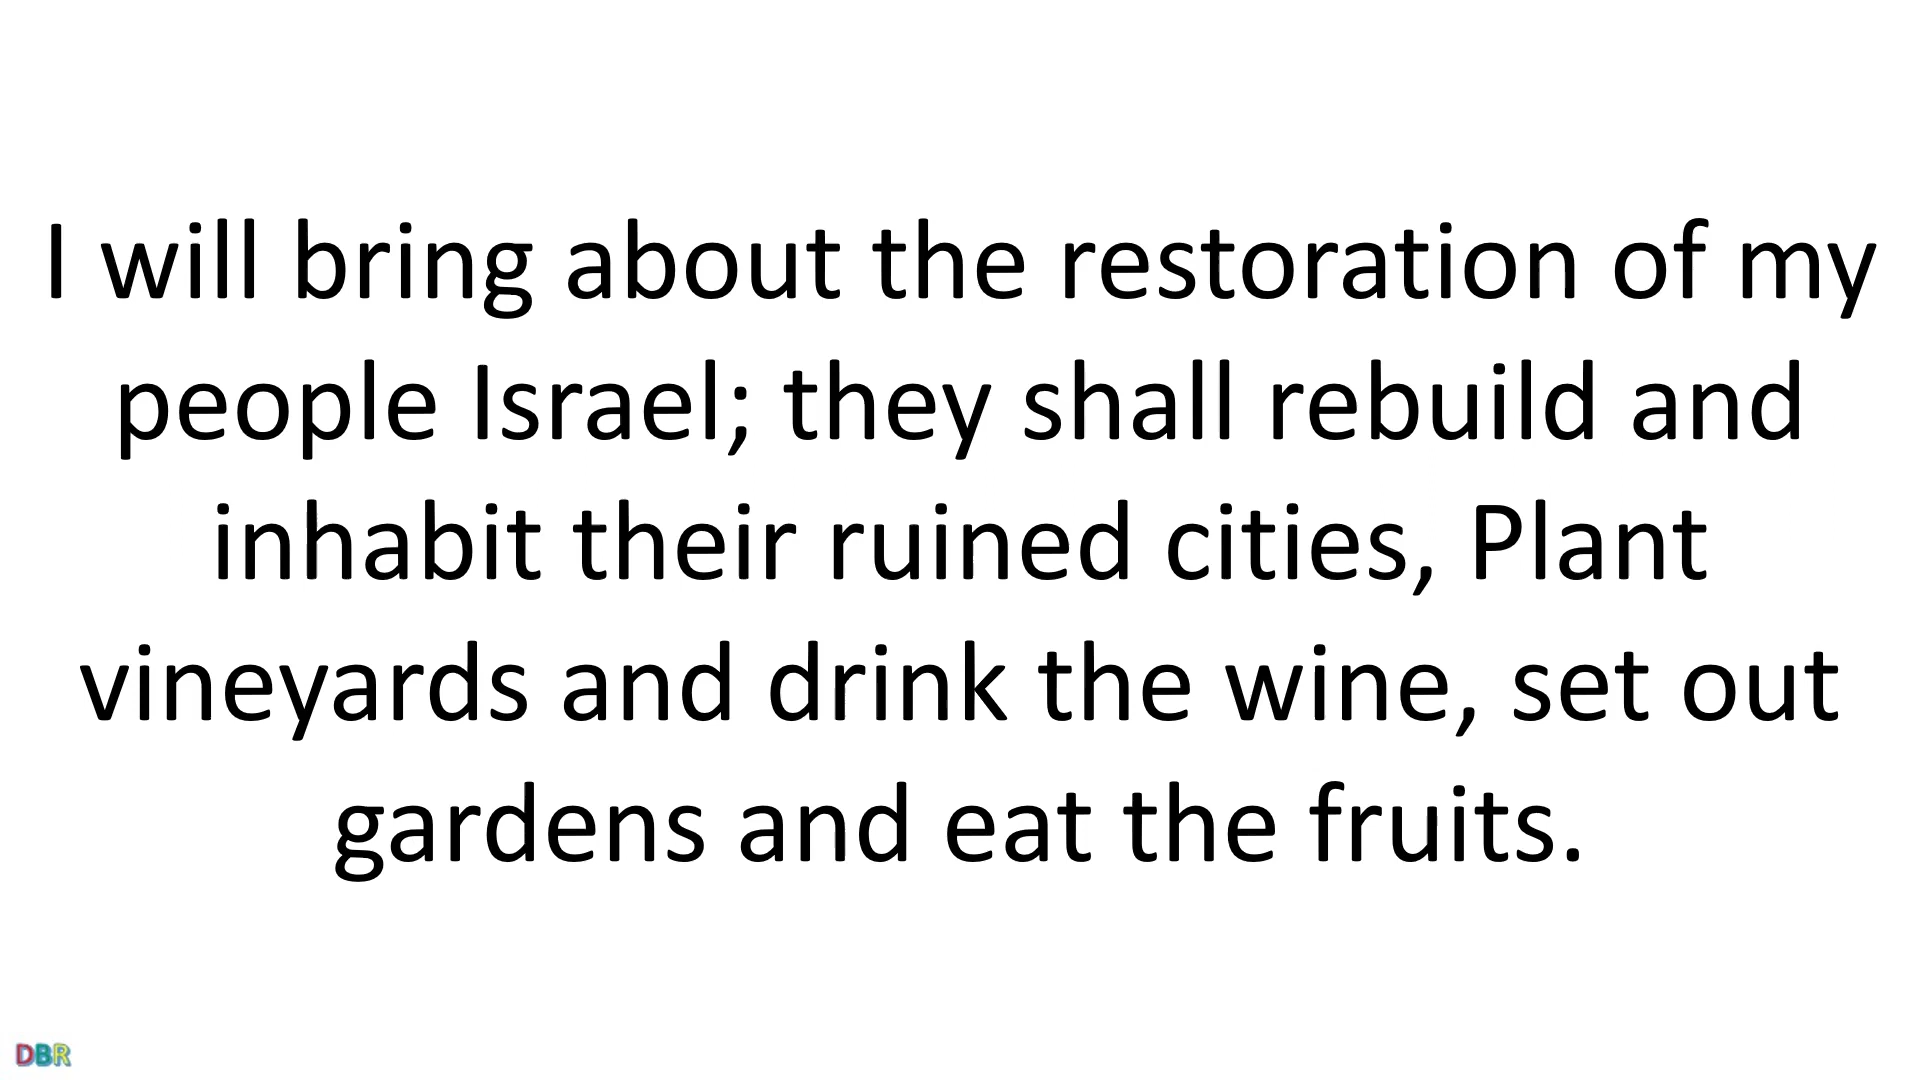 I will bring about the restoration of my
people Israel; they shall rebuild and
inhabit their ruined cities, Plant
vineyards and drink the wine, set out
gardens and eat the fruits.
DBR